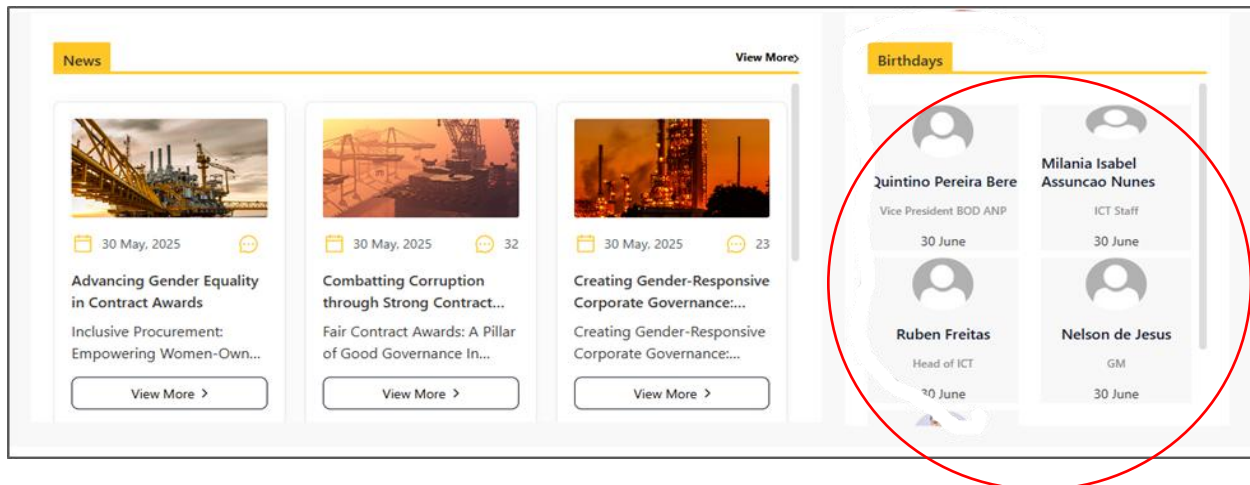 News
View More
30 May, 2025
Advancing Gender Equality
in Contract Awards
Inclusive Procurement:
Empowering Women-Own...
View More
30 May, 2025 32
Combatting Corruption
through Strong Contract...
Fair Contract Awards: A Pillar
of Good Governance In...
View More
30 May, 2025 23
Creating Gender-Responsive
Corporate Governance:...
Creating Gender-Responsive
Corporate Governance:...
View More
Birthdays
Quintino Pereira Bere
Vice President BOD ANP
30 June
Milania Isabel
Assuncao Nunes
ICT Staff
30 June
Ruben Freitas
Head of ICT
30 June
Nelson de Jesus
GM
30 June